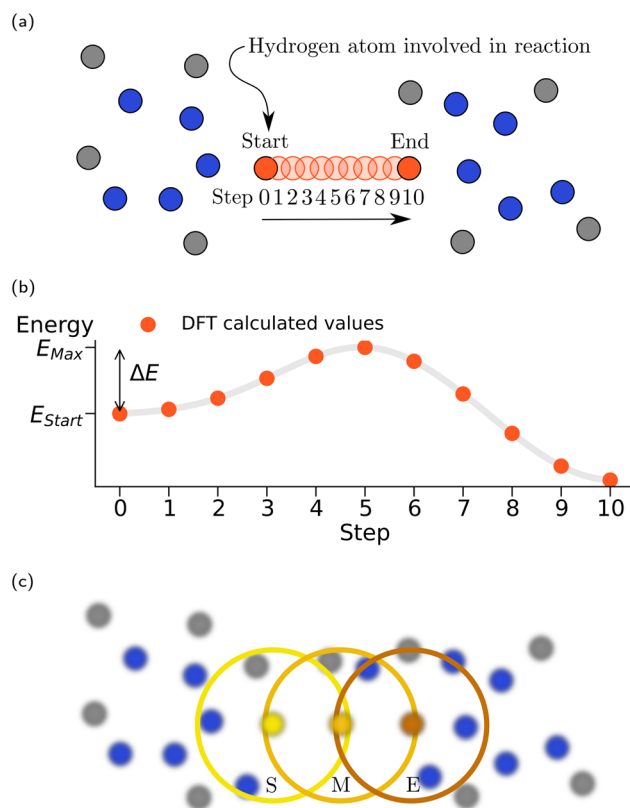 (a)
Hydrogen atom involved in reaction
Start End
Step 0 1 2 3 4 5 6 7 8 9 10
(b)
Energy DFT calculated values
E_Max
ΔE
E_Start
0 1 2 3 4 5 6 7 8 9 10
Step
(c)
S M E